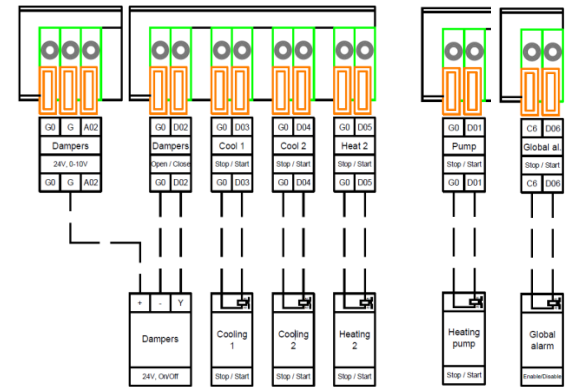 G0 G A02
Dampers
24V, 0-10V
G0 G A02
G0 D02
Dampers
Open / Close
G0 D02
G0 D03
Cool 1
Stop / Start
G0 D03
G0 D04
Cool 2
Stop / Start
G0 D04
G0 D05
Heat 2
Stop / Start
G0 D05
G0 D01
Pump
Stop / Start
G0 D01
C6 D06
Global al.
Stop / Start
C6 D06
+ - Y
Dampers
24V, On/Off
Cooling
1
Stop / Start
Cooling
2
Stop / Start
Heating
2
Stop / Start
Heating
pump
Stop / Start
Global
alarm
Enable/Disable